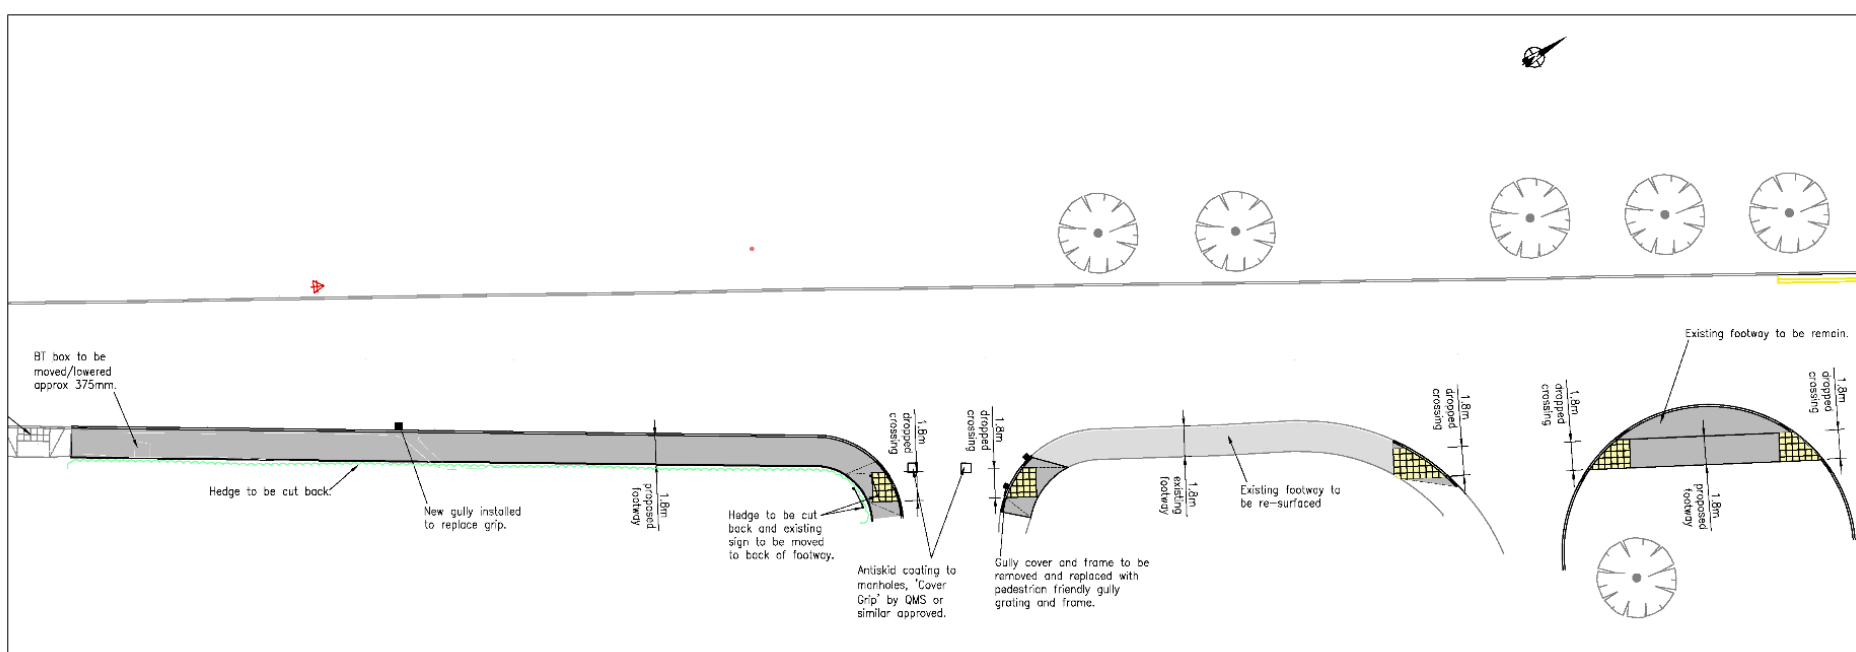 Existing footway to be remain.
BT box to be
moved/lowered
approx 375mm.
1.8m
dropped
crossing
1.8m
dropped
crossing
1.8m
dropped
crossing
1.8m
dropped
crossing
1.8m
dropped
crossing
Hedge to be cut back.
New gully installed
to replace grip.
1.8m
proposed
footway
Hedge to be cut
back and existing
sign to be moved
to back of footway.
Antiskid coating to
manholes, 'Cover
Grip' by QMS or
similar approved.
Gully cover and frame to be
removed and replaced with
pedestrian friendly gully
grating and frame.
1.8m
existing
footway
Existing footway to
be re-surfaced
1.8m
proposed
footway